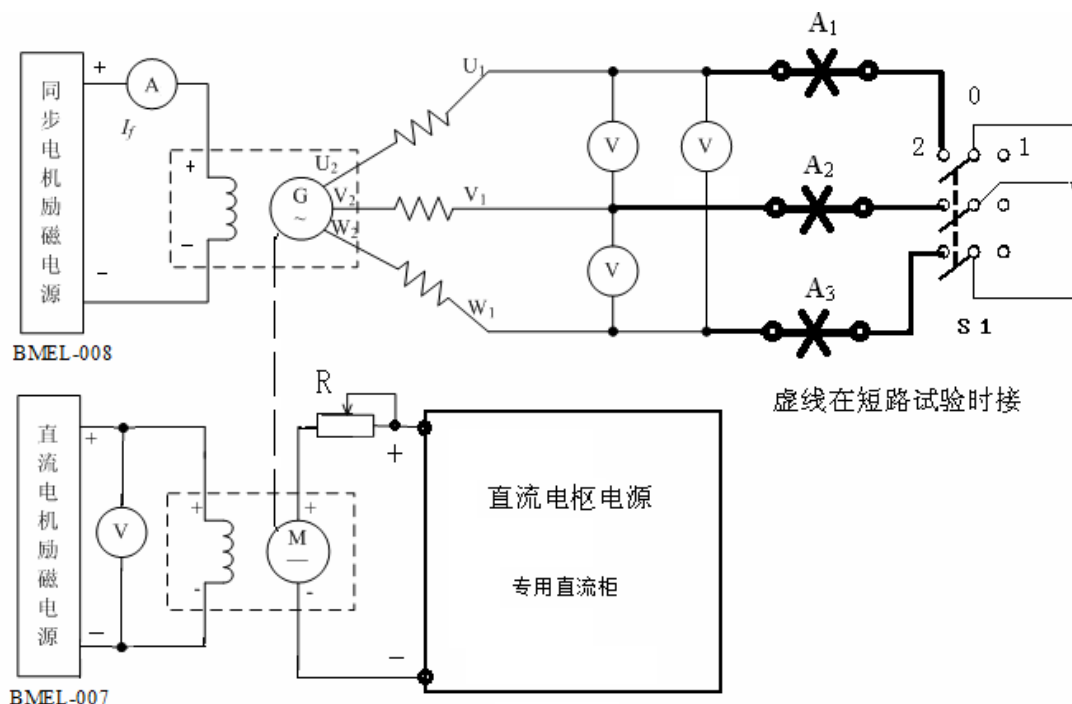 同步电机励磁电源
+
A
I_f
−
+
−
G
~
U₂
V₂
W₂
U₁
V₁
W₁
V
V
V
A₁
A₂
A₃
0
2
1
S1
BMEL-008
虚线在短路试验时接
直流电机励磁电源
+
V
−
+
-
M
—
+
-
R
+
−
直流电枢电源
专用直流柜
BMEL-007